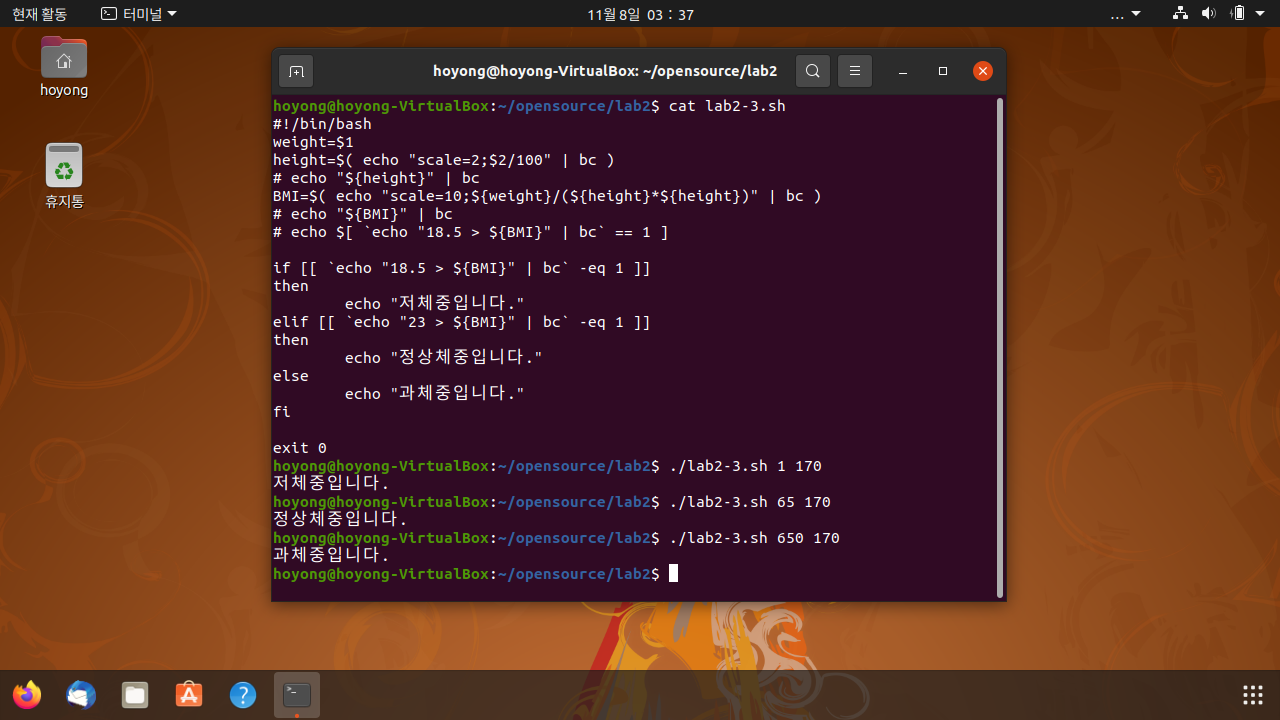 현재 활동
터미널
11월 8일 03 : 37
...
hoyong
휴지통
hoyong@hoyong-VirtualBox: ~/opensource/lab2
hoyong@hoyong-VirtualBox:~/opensource/lab2$ cat lab2-3.sh
#!/bin/bash
weight=$1
height=$( echo "scale=2;$2/100" | bc )
# echo "${height}" | bc
BMI=$( echo "scale=10;${weight}/(${height}*${height})" | bc )
# echo "${BMI}" | bc
# echo $[ `echo "18.5 > ${BMI}" | bc` == 1 ]

if [[ `echo "18.5 > ${BMI}" | bc` -eq 1 ]]
then
        echo "저체중입니다."
elif [[ `echo "23 > ${BMI}" | bc` -eq 1 ]]
then
        echo "정상체중입니다."
else
        echo "과체중입니다."
fi

exit 0
hoyong@hoyong-VirtualBox:~/opensource/lab2$ ./lab2-3.sh 1 170
저체중입니다.
hoyong@hoyong-VirtualBox:~/opensource/lab2$ ./lab2-3.sh 65 170
정상체중입니다.
hoyong@hoyong-VirtualBox:~/opensource/lab2$ ./lab2-3.sh 650 170
과체중입니다.
hoyong@hoyong-VirtualBox:~/opensource/lab2$